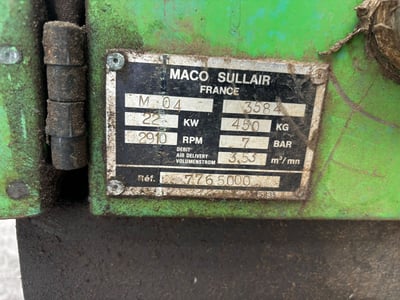 MACO SULLAIR
FRANCE
M 04 3584
22 KW 450 KG
2910 RPM 7 BAR
DEBIT
AIR DELIVERY 3,53 m³/mn
VOLUMENSTROM
Réf. 7765000